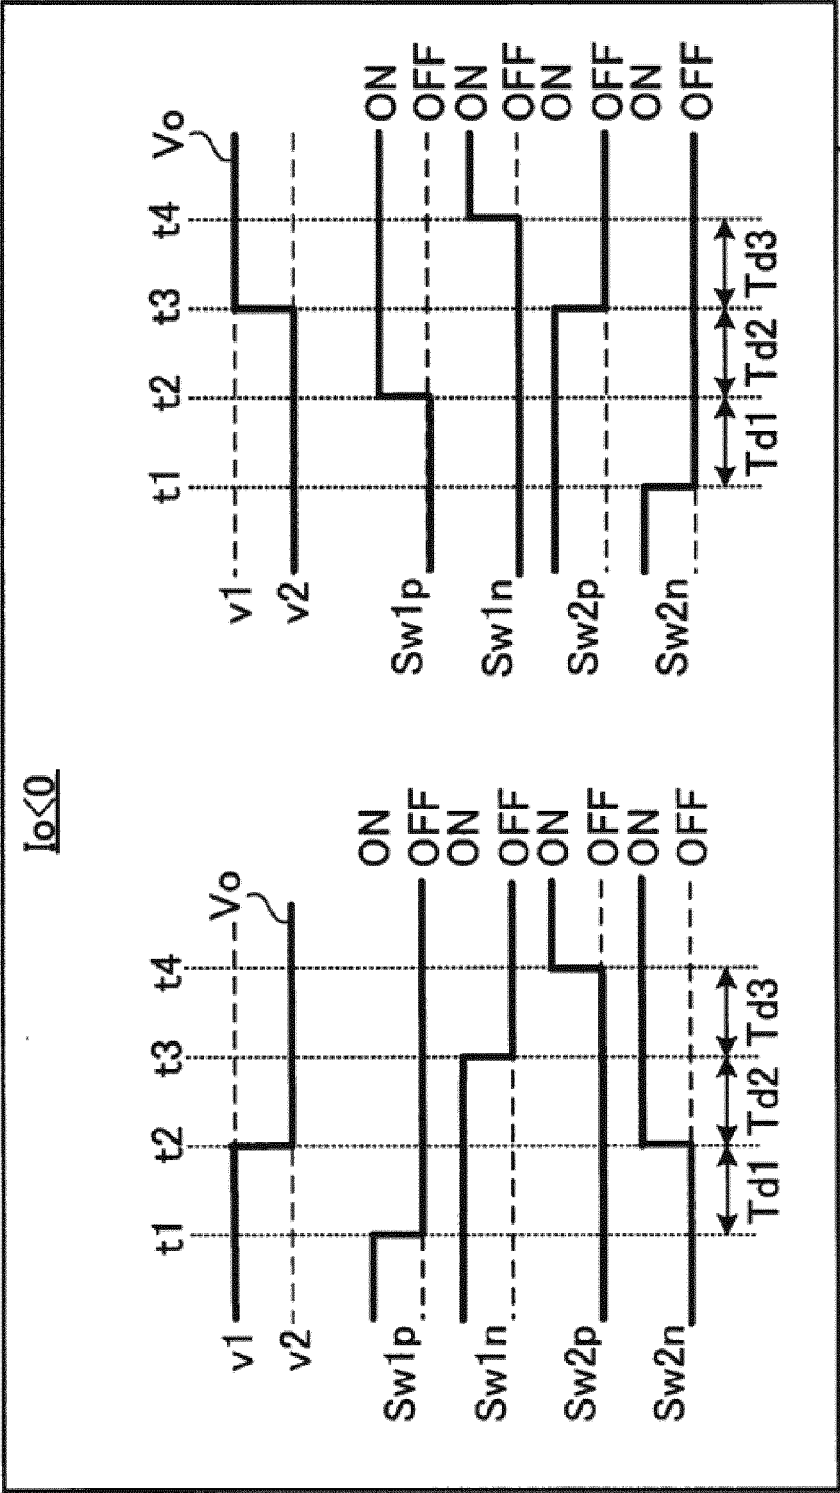 Io<0
t1 t2 t3 t4
Vo
v1
v2
Sw1p
ON
OFF
Sw1n
ON
OFF
Sw2p
ON
OFF
Sw2n
ON
OFF
Td1 Td2 Td3
t1 t2 t3 t4
Vo
v1
v2
Sw1p
ON
OFF
Sw1n
ON
OFF
Sw2p
ON
OFF
Sw2n
ON
OFF
Td1 Td2 Td3